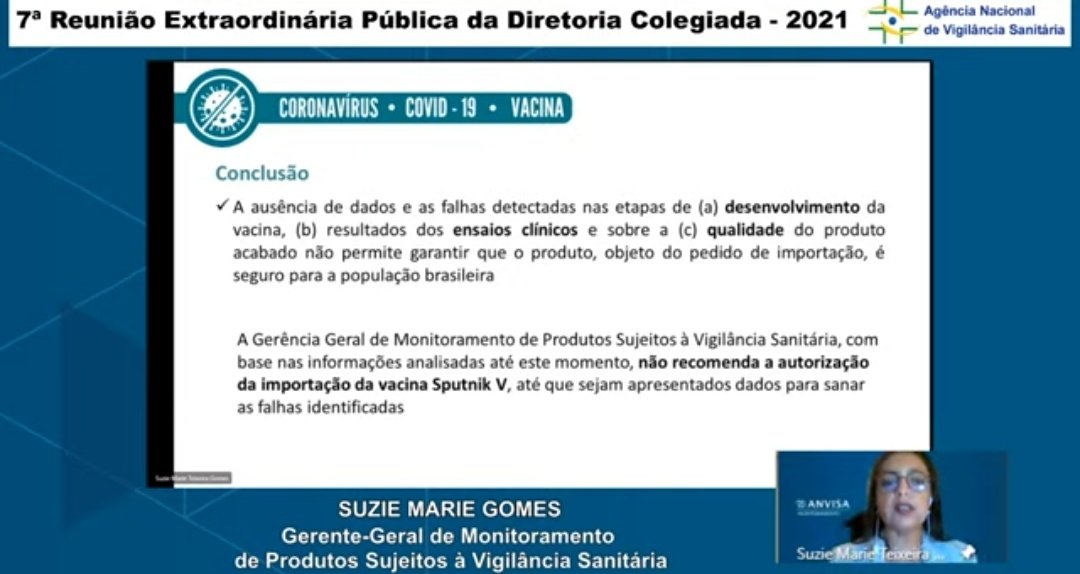 7ª Reunião Extraordinária Pública da Diretoria Colegiada - 2021
Agência Nacional
de Vigilância Sanitária
CORONAVÍRUS • COVID - 19 • VACINA
Conclusão
✓ A ausência de dados e as falhas detectadas nas etapas de (a) desenvolvimento da
vacina, (b) resultados dos ensaios clínicos e sobre a (c) qualidade do produto
acabado não permite garantir que o produto, objeto do pedido de importação, é
seguro para a população brasileira
A Gerência Geral de Monitoramento de Produtos Sujeitos à Vigilância Sanitária, com
base nas informações analisadas até este momento, não recomenda a autorização
da importação da vacina Sputnik V, até que sejam apresentados dados para sanar
as falhas identificadas
Suzie Marie Teixeira Gomes
SUZIE MARIE GOMES
Gerente-Geral de Monitoramento
de Produtos Sujeitos à Vigilância Sanitária
ANVISA
Suzie Marie Teixeira ...